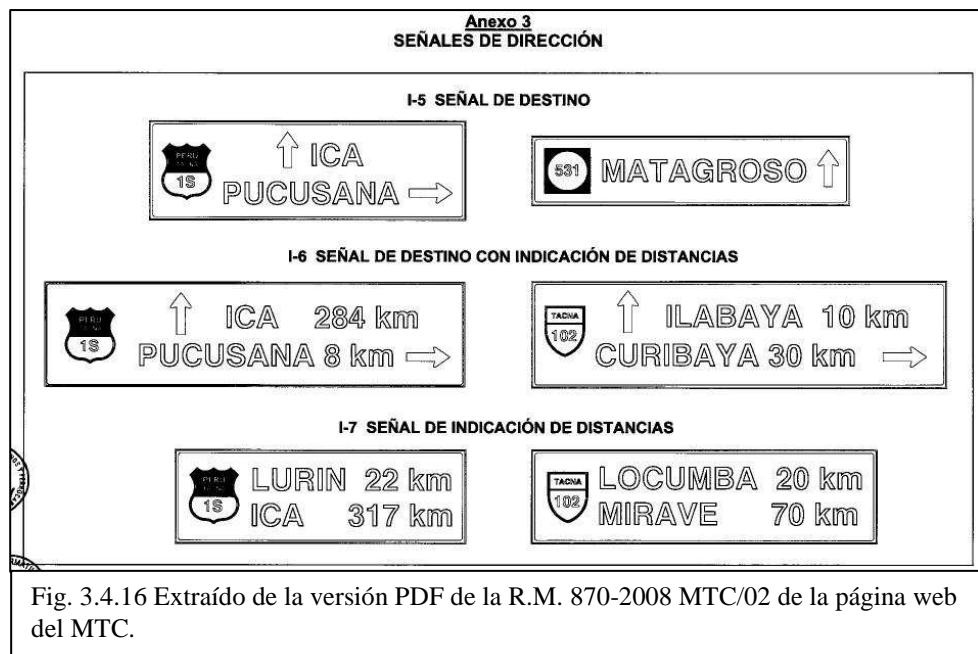 Anexo 3
SEÑALES DE DIRECCIÓN
I-5 SEÑAL DE DESTINO
PERU
1S
ICA
PUCUSANA
531
MATAGROSO
I-6 SEÑAL DE DESTINO CON INDICACIÓN DE DISTANCIAS
PERU
1S
ICA 284 km
PUCUSANA 8 km
TACNA
102
ILABAYA 10 km
CURIBAYA 30 km
I-7 SEÑAL DE INDICACIÓN DE DISTANCIAS
PERU
1S
LURIN 22 km
ICA 317 km
TACNA
102
LOCUMBA 20 km
MIRAVE 70 km
Fig. 3.4.16 Extraído de la versión PDF de la R.M. 870-2008 MTC/02 de la página web
del MTC.